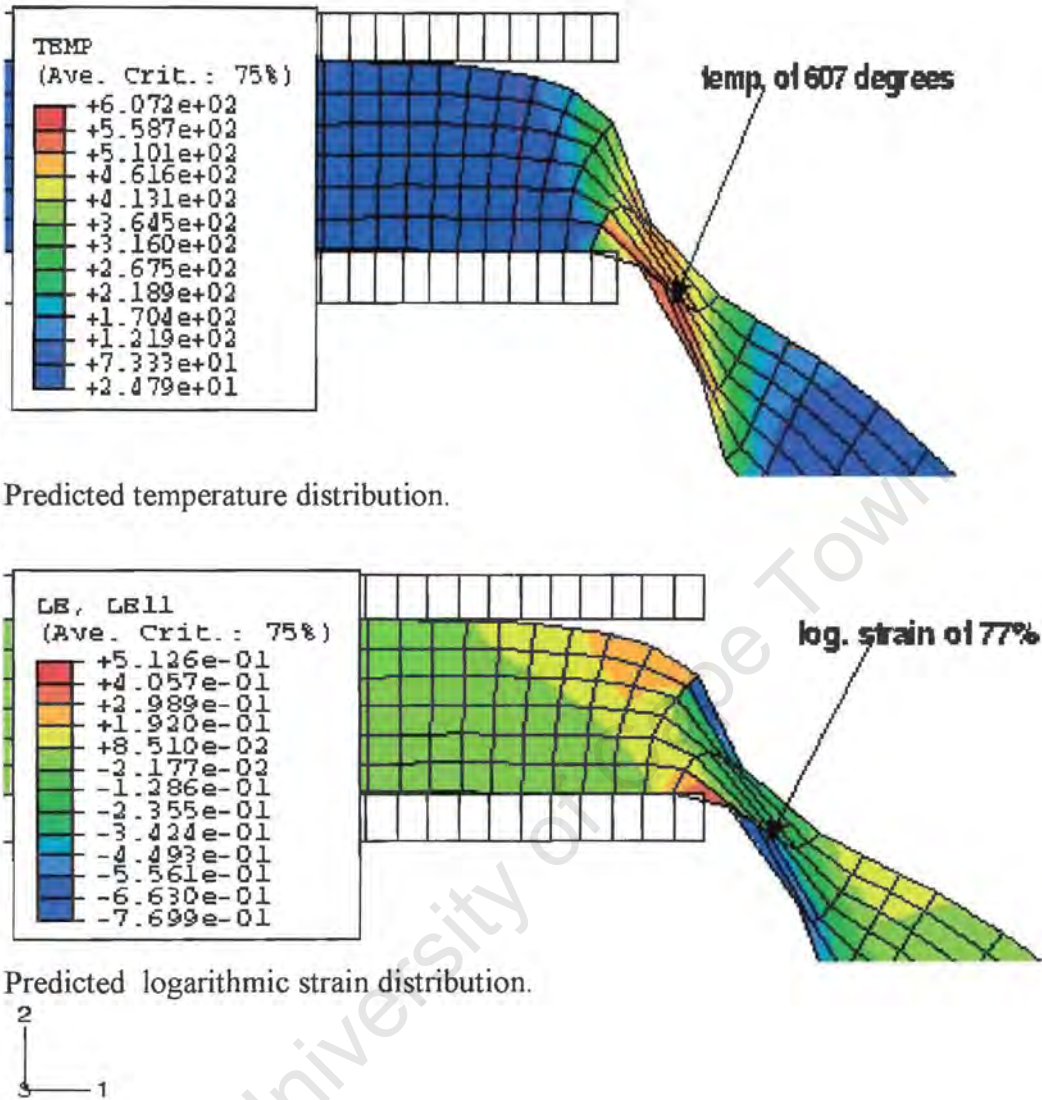 TEMP
(Ave. Crit.: 75%)
+6.072e+02
+5.587e+02
+5.101e+02
+4.616e+02
+4.131e+02
+3.645e+02
+3.160e+02
+2.675e+02
+2.189e+02
+1.704e+02
+1.219e+02
+7.333e+01
+2.479e+01
temp. of 607 degrees
Predicted temperature distribution.
LE, LE11
(Ave. Crit.: 75%)
+5.126e-01
+4.057e-01
+2.989e-01
+1.920e-01
+8.510e-02
-2.177e-02
-1.286e-01
-2.355e-01
-3.424e-01
-4.493e-01
-5.561e-01
-6.630e-01
-7.699e-01
log. strain of 77%
Predicted logarithmic strain distribution.
2
3 1
University of Cape Town